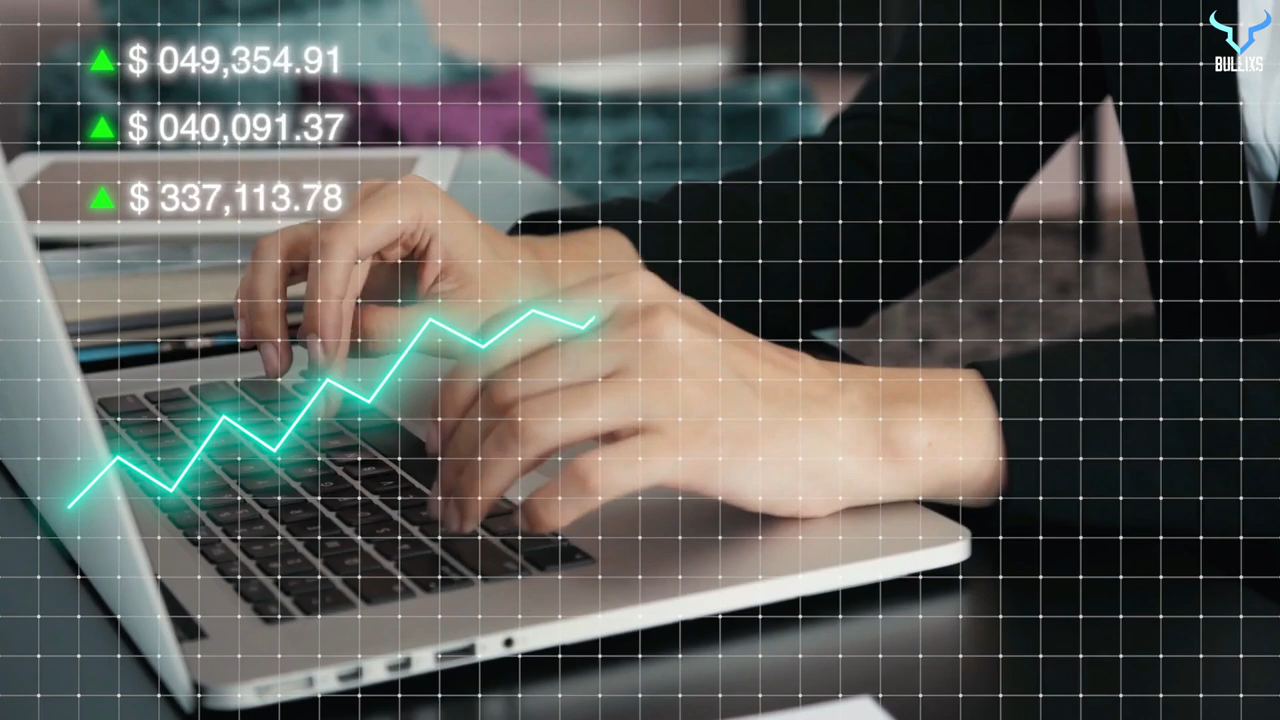 $ 049,354.91
$ 040,091.37
$ 337,113.78
BULLIXS